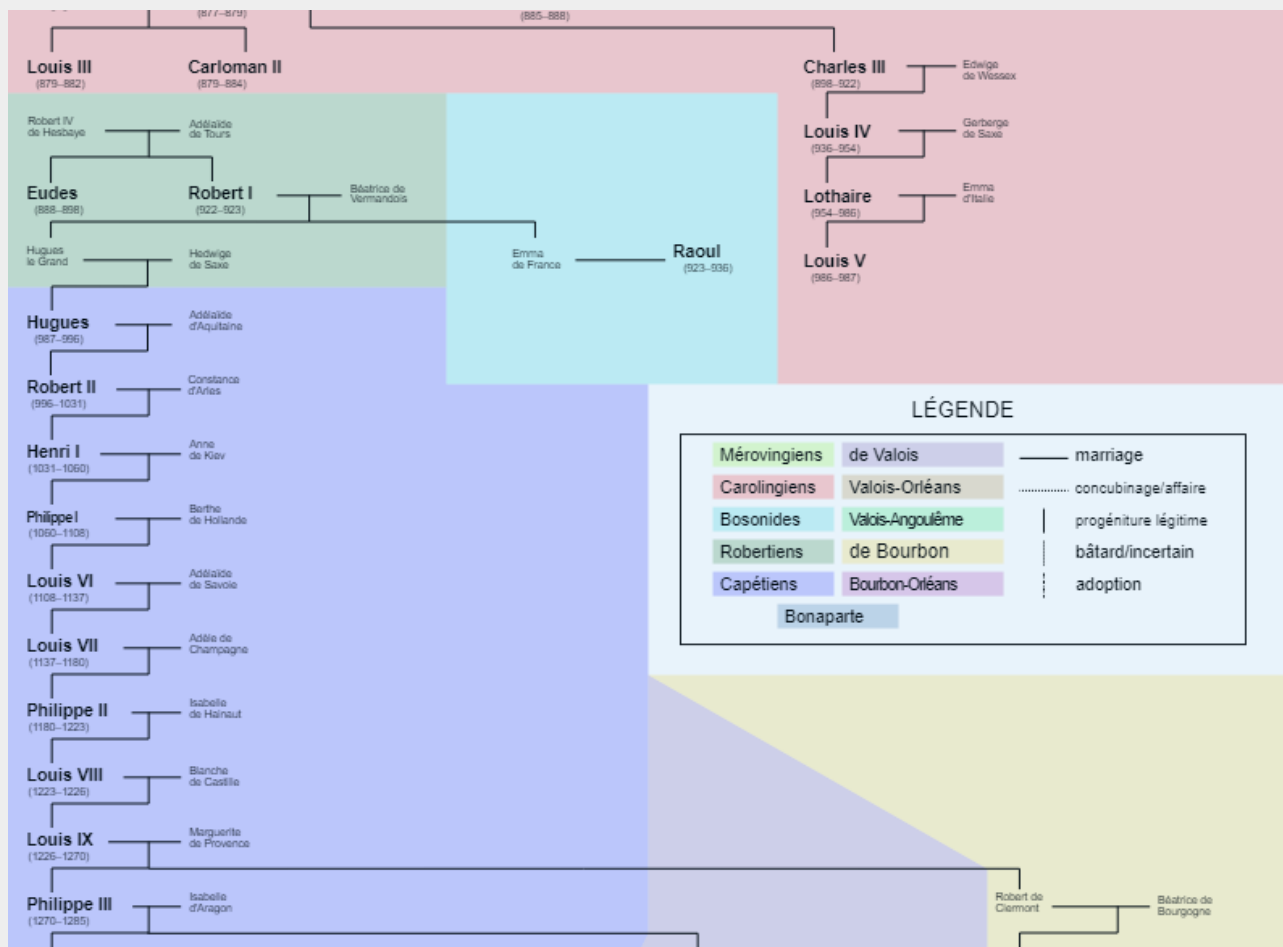 (877–879)
(885–888)
Louis III
(879–882)
Carloman II
(879–884)
Charles III
(898–922)
Edwige
de Wessex
Robert IV
de Hesbaye
Adélaïde
de Tours
Louis IV
(936–954)
Gerberge
de Saxe
Eudes
(888–898)
Robert I
(922–923)
Béatrice de
Vermandois
Lothaire
(954–986)
Emma
d'Italie
Hugues
le Grand
Hedwige
de Saxe
Emma
de France
Raoul
(923–936)
Louis V
(986–987)
Hugues
(987–996)
Adélaïde
d'Aquitaine
Robert II
(996–1031)
Constance
d'Arles
Henri I
(1031–1060)
Anne
de Kiev
Philippe I
(1060–1108)
Berthe
de Hollande
Louis VI
(1108–1137)
Adélaïde
de Savoie
Louis VII
(1137–1180)
Adèle de
Champagne
Philippe II
(1180–1223)
Isabelle
de Hainaut
Louis VIII
(1223–1226)
Blanche
de Castille
Louis IX
(1226–1270)
Marguerite
de Provence
Philippe III
(1270–1285)
Isabelle
d'Aragon
Robert de
Clermont
Béatrice de
Bourgogne
LÉGENDE
Mérovingiens
de Valois
marriage
Carolingiens
Valois-Orléans
concubinage/affaire
Bosonides
Valois-Angoulême
progéniture légitime
Robertiens
de Bourbon
bâtard/incertain
Capétiens
Bourbon-Orléans
adoption
Bonaparte